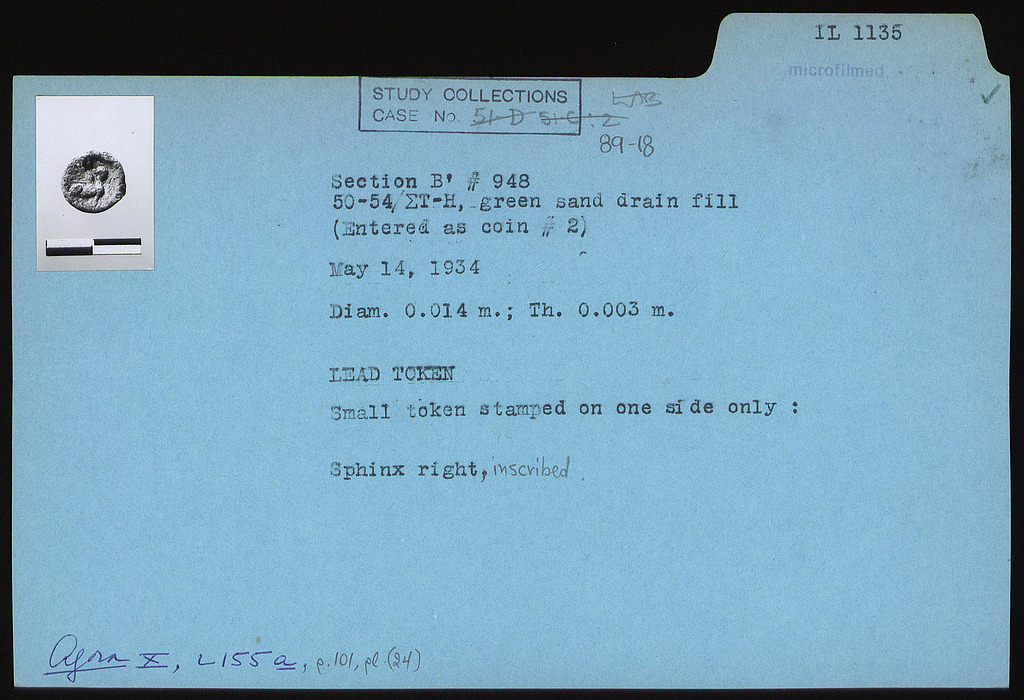 IL 1135
microfilmed
STUDY COLLECTIONS
CASE No. 51-D 51 C: 2
LAB
89-18
Section B' # 948
50-54/ΣΤ-Η, green sand drain fill
(Entered as coin # 2)
May 14, 1934
Diam. 0.014 m.; Th. 0.003 m.
LEAD TOKEN
Small token stamped on one side only :
Sphinx right, inscribed.
Agora X, L155a, p.101, pl.(24)